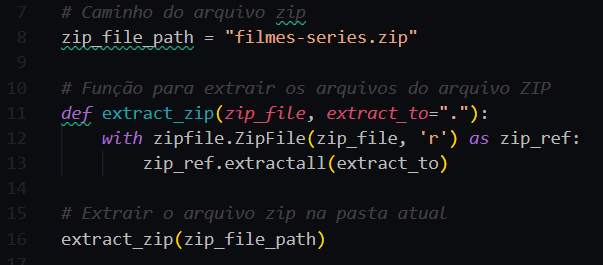 7 # Caminho do arquivo zip
8 zip_file_path = "filmes-series.zip"
9
10 # Função para extrair os arquivos do arquivo ZIP
11 def extract_zip(zip_file, extract_to="."):
12 with zipfile.ZipFile(zip_file, 'r') as zip_ref:
13 zip_ref.extractall(extract_to)
14
15 # Extrair o arquivo zip na pasta atual
16 extract_zip(zip_file_path)
17